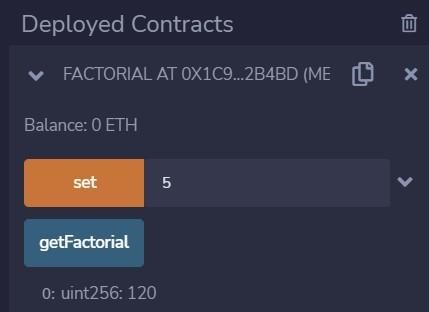 Deployed Contracts
FACTORIAL AT 0X1C9...2B4BD (ME
Balance: 0 ETH
set 5
getFactorial
0: uint256: 120